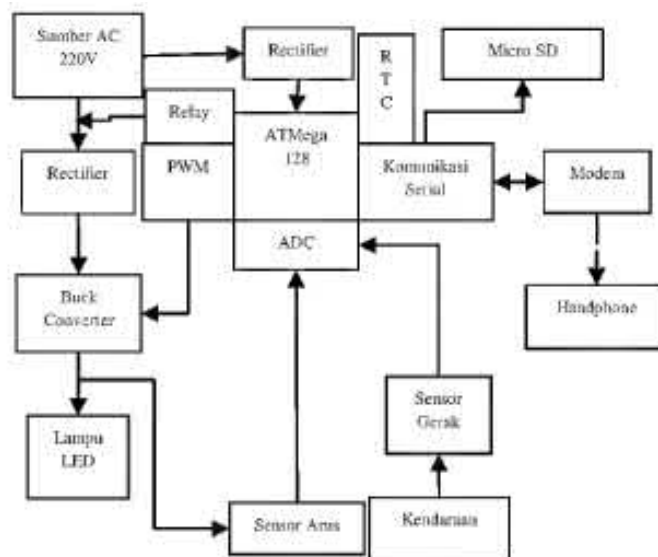 Sumber AC
220V
Rectifier
R
T
C
Micro SD
Relay
ATMega
128
Rectifier
PWM
Komunikasi
Serial
Modem
ADC
Buck
Converter
Handphone
Sensor
Gerak
Lampu
LED
Sensor Arus
Kendaraan